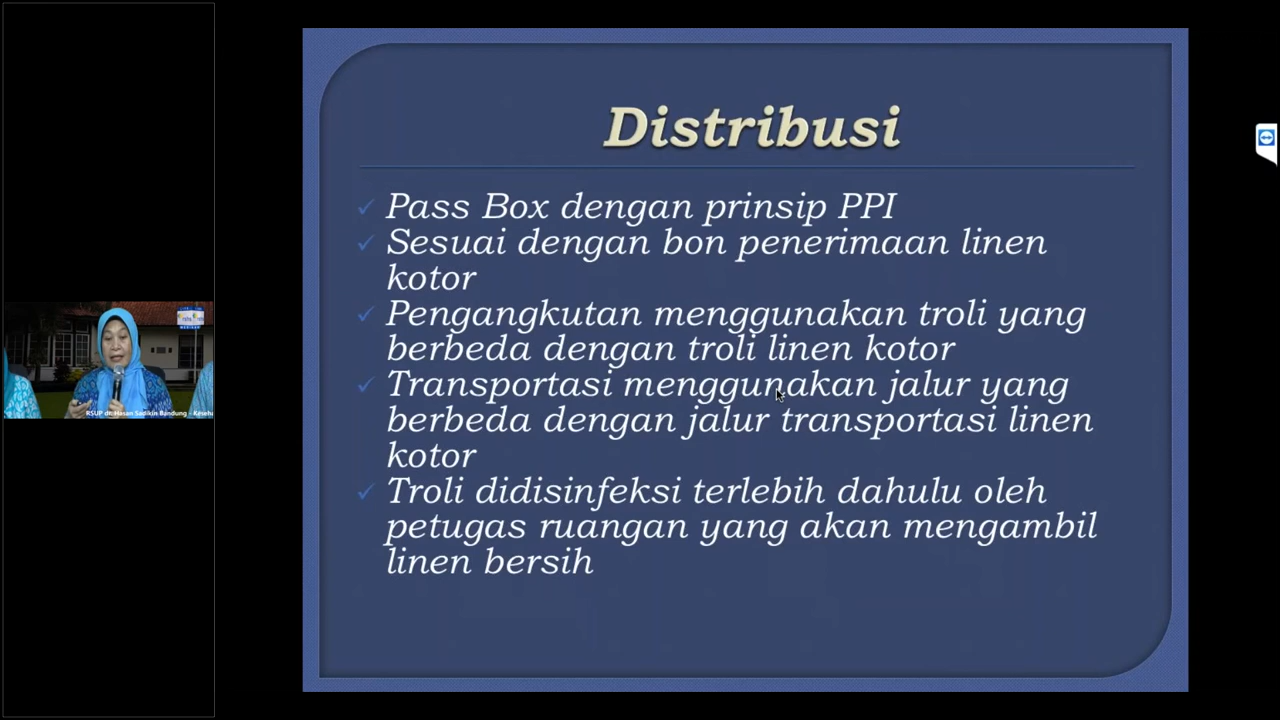 Distribusi
Pass Box dengan prinsip PPI
Sesuai dengan bon penerimaan linen
kotor
Pengangkutan menggunakan troli yang
berbeda dengan troli linen kotor
Transportasi menggunakan jalur yang
berbeda dengan jalur transportasi linen
kotor
Troli didisinfeksi terlebih dahulu oleh
petugas ruangan yang akan mengambil
linen bersih
RSUP dr. Hasan Sadikin Bandung - Keseha